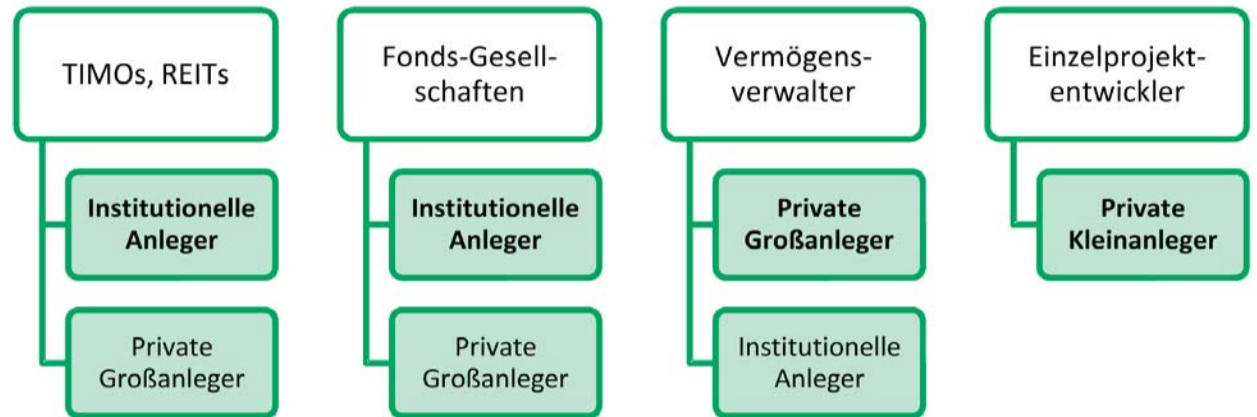 TIMOs, REITs
Institutionelle
Anleger
Private
Großanleger
Fonds-Gesell-
schaften
Institutionelle
Anleger
Private
Großanleger
Vermögens-
verwalter
Private
Großanleger
Institutionelle
Anleger
Einzelprojekt-
entwickler
Private
Kleinanleger